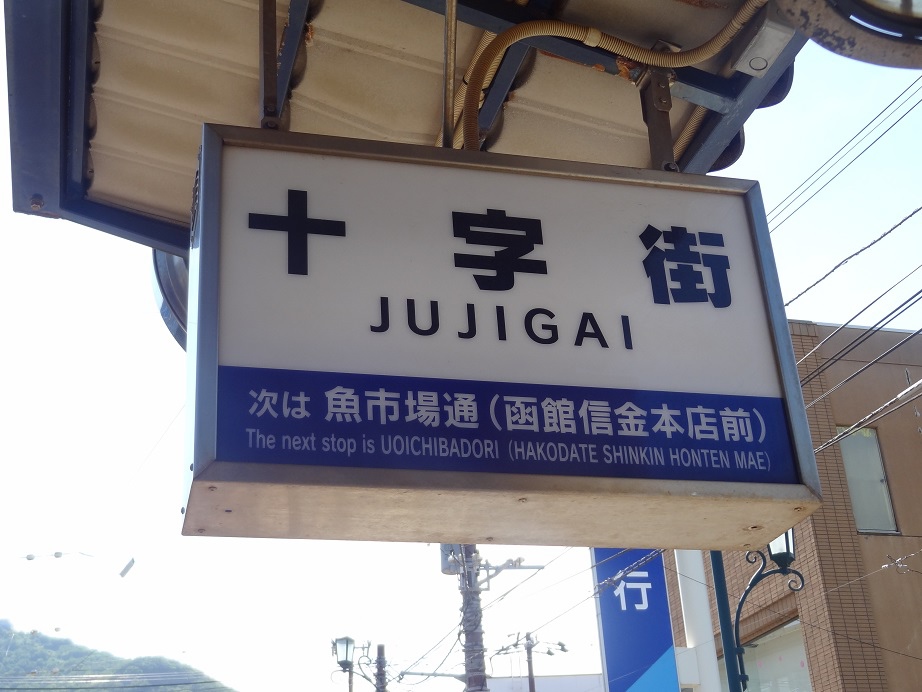 十字街
JUJIGAI
次は 魚市場通(函館信金本店前)
The next stop is UOICHIBADORI (HAKODATE SHINKIN HONTEN MAE)
行